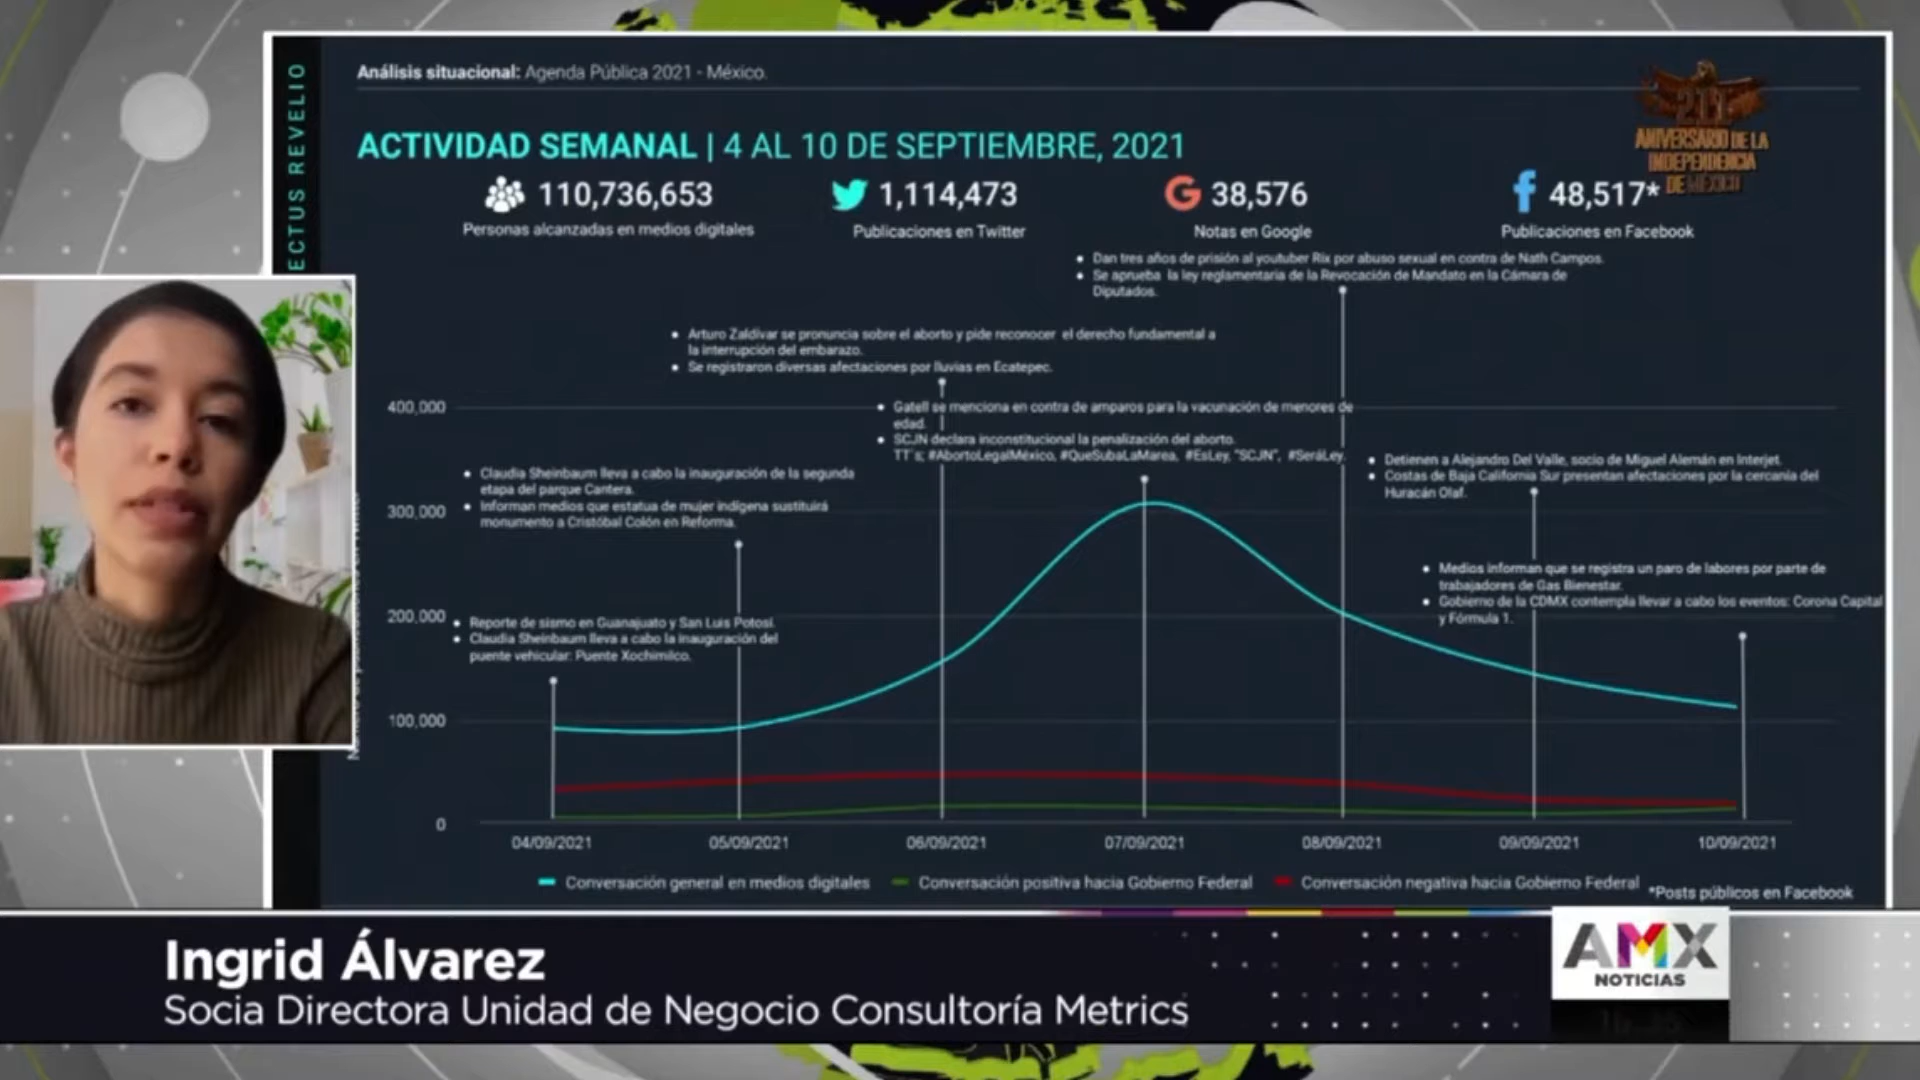 ECTUS REVELIO
Análisis situacional: Agenda Pública 2021 - México.
ANIVERSARIO DE LA
INDEPENDENCIA
DE MÉXICO
ACTIVIDAD SEMANAL | 4 AL 10 DE SEPTIEMBRE, 2021
110,736,653
Personas alcanzadas en medios digitales
1,114,473
Publicaciones en Twitter
38,576
Notas en Google
48,517*
Publicaciones en Facebook
• Dan tres años de prisión al youtuber Rix por abuso sexual en contra de Nath Campos.
• Se aprueba la ley reglamentaria de la Revocación de Mandato en la Cámara de
Diputados.
• Arturo Zaldívar se pronuncia sobre el aborto y pide reconocer el derecho fundamental a
la interrupción del embarazo.
• Se registraron diversas afectaciones por lluvias en Ecatepec.
• Gatell se menciona en contra de amparos para la vacunación de menores de
edad.
• SCJN declara inconstitucional la penalización del aborto.
TT´s; #AbortoLegalMéxico, #QueSubaLaMarea, #EsLey, "SCJN", #SeráLey.
• Claudia Sheinbaum lleva a cabo la inauguración de la segunda
etapa del parque Cantera.
• Informan medios que estatua de mujer indígena sustituirá
monumento a Cristóbal Colón en Reforma.
• Detienen a Alejandro Del Valle, socio de Miguel Alemán en Interjet.
• Costas de Baja California Sur presentan afectaciones por la cercanía del
Huracán Olaf.
• Medios informan que se registra un paro de labores por parte de
trabajadores de Gas Bienestar.
• Gobierno de la CDMX contempla llevar a cabo los eventos: Corona Capital
y Fórmula 1.
• Reporte de sismo en Guanajuato y San Luis Potosí.
• Claudia Sheinbaum lleva a cabo la inauguración del
puente vehicular: Puente Xochimilco.
400,000
300,000
200,000
100,000
0
04/09/2021 05/09/2021 06/09/2021 07/09/2021 08/09/2021 09/09/2021 10/09/2021
Conversación general en medios digitales Conversación positiva hacia Gobierno Federal Conversación negativa hacia Gobierno Federal
*Posts públicos en Facebook
Ingrid Álvarez
Socia Directora Unidad de Negocio Consultoría Metrics
AMX
NOTICIAS